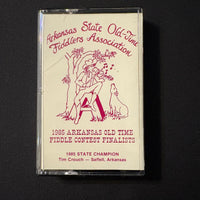 Arkansas State Old-Time
Fiddlers Association
1985 ARKANSAS OLD TIME
FIDDLE CONTEST FINALISTS
1985 STATE CHAMPION
Tim Crouch — Saffell, Arkansas